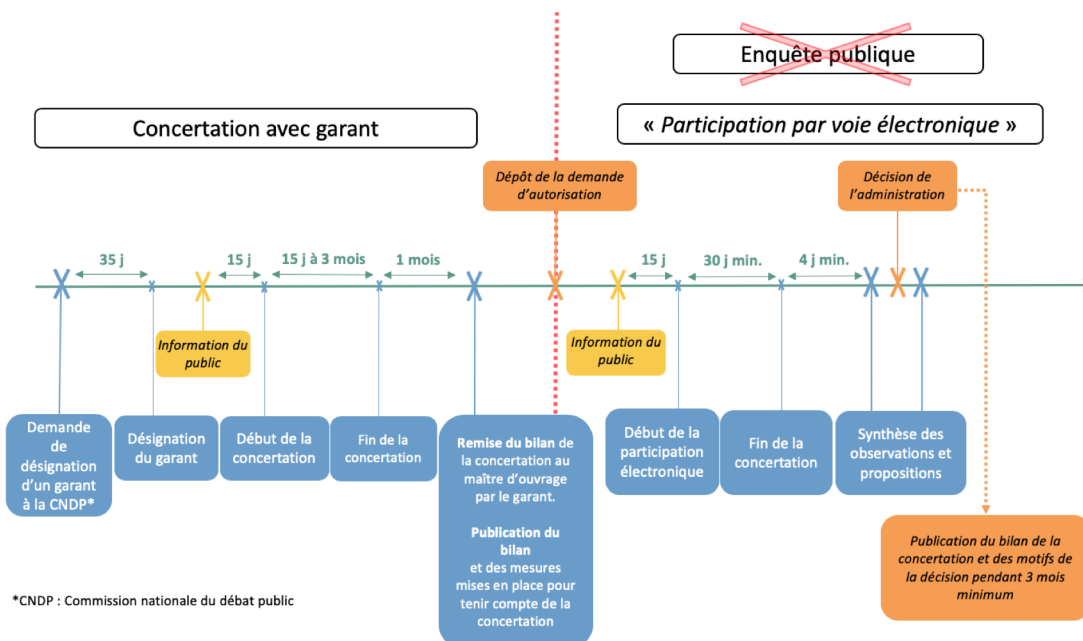 Enquête publique
Concertation avec garant
« Participation par voie électronique »
Dépôt de la demande
d'autorisation
Décision de
l'administration
35 j
15 j
15 j à 3 mois
1 mois
15 j
30 j min.
4 j min.
Information du
public
Information du
public
Demande
de
désignation
d'un garant
à la CNDP*
Désignation
du garant
Début de la
concertation
Fin de la
concertation
Remise du bilan de
la concertation au
maître d'ouvrage
par le garant.
Publication du
bilan
et des mesures
mises en place pour
tenir compte de la
concertation
Début de la
participation
électronique
Fin de la
concertation
Synthèse des
observations et
propositions
Publication du bilan de la
concertation et des motifs de
la décision pendant 3 mois
minimum
*CNDP : Commission nationale du débat public